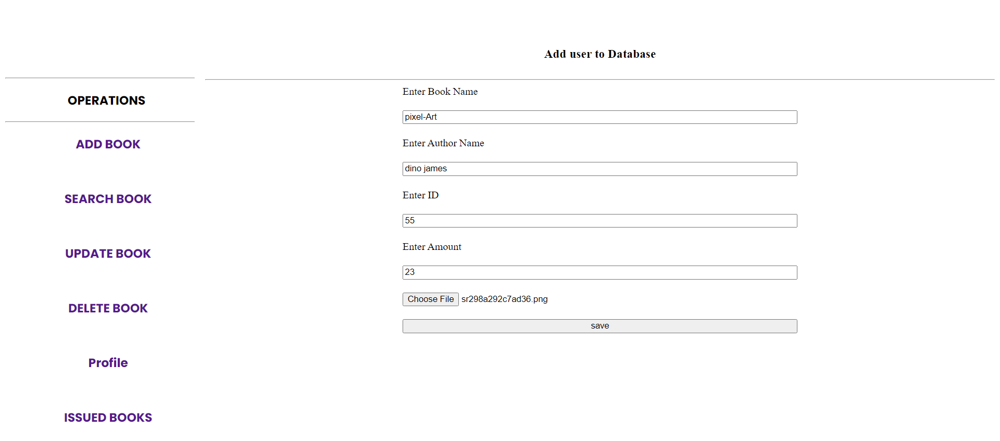 Add user to Database
OPERATIONS
ADD BOOK
SEARCH BOOK
UPDATE BOOK
DELETE BOOK
Profile
ISSUED BOOKS
Enter Book Name
pixel-Art
Enter Author Name
dino james
Enter ID
55
Enter Amount
23
Choose File sr298a292c7ad36.png
save